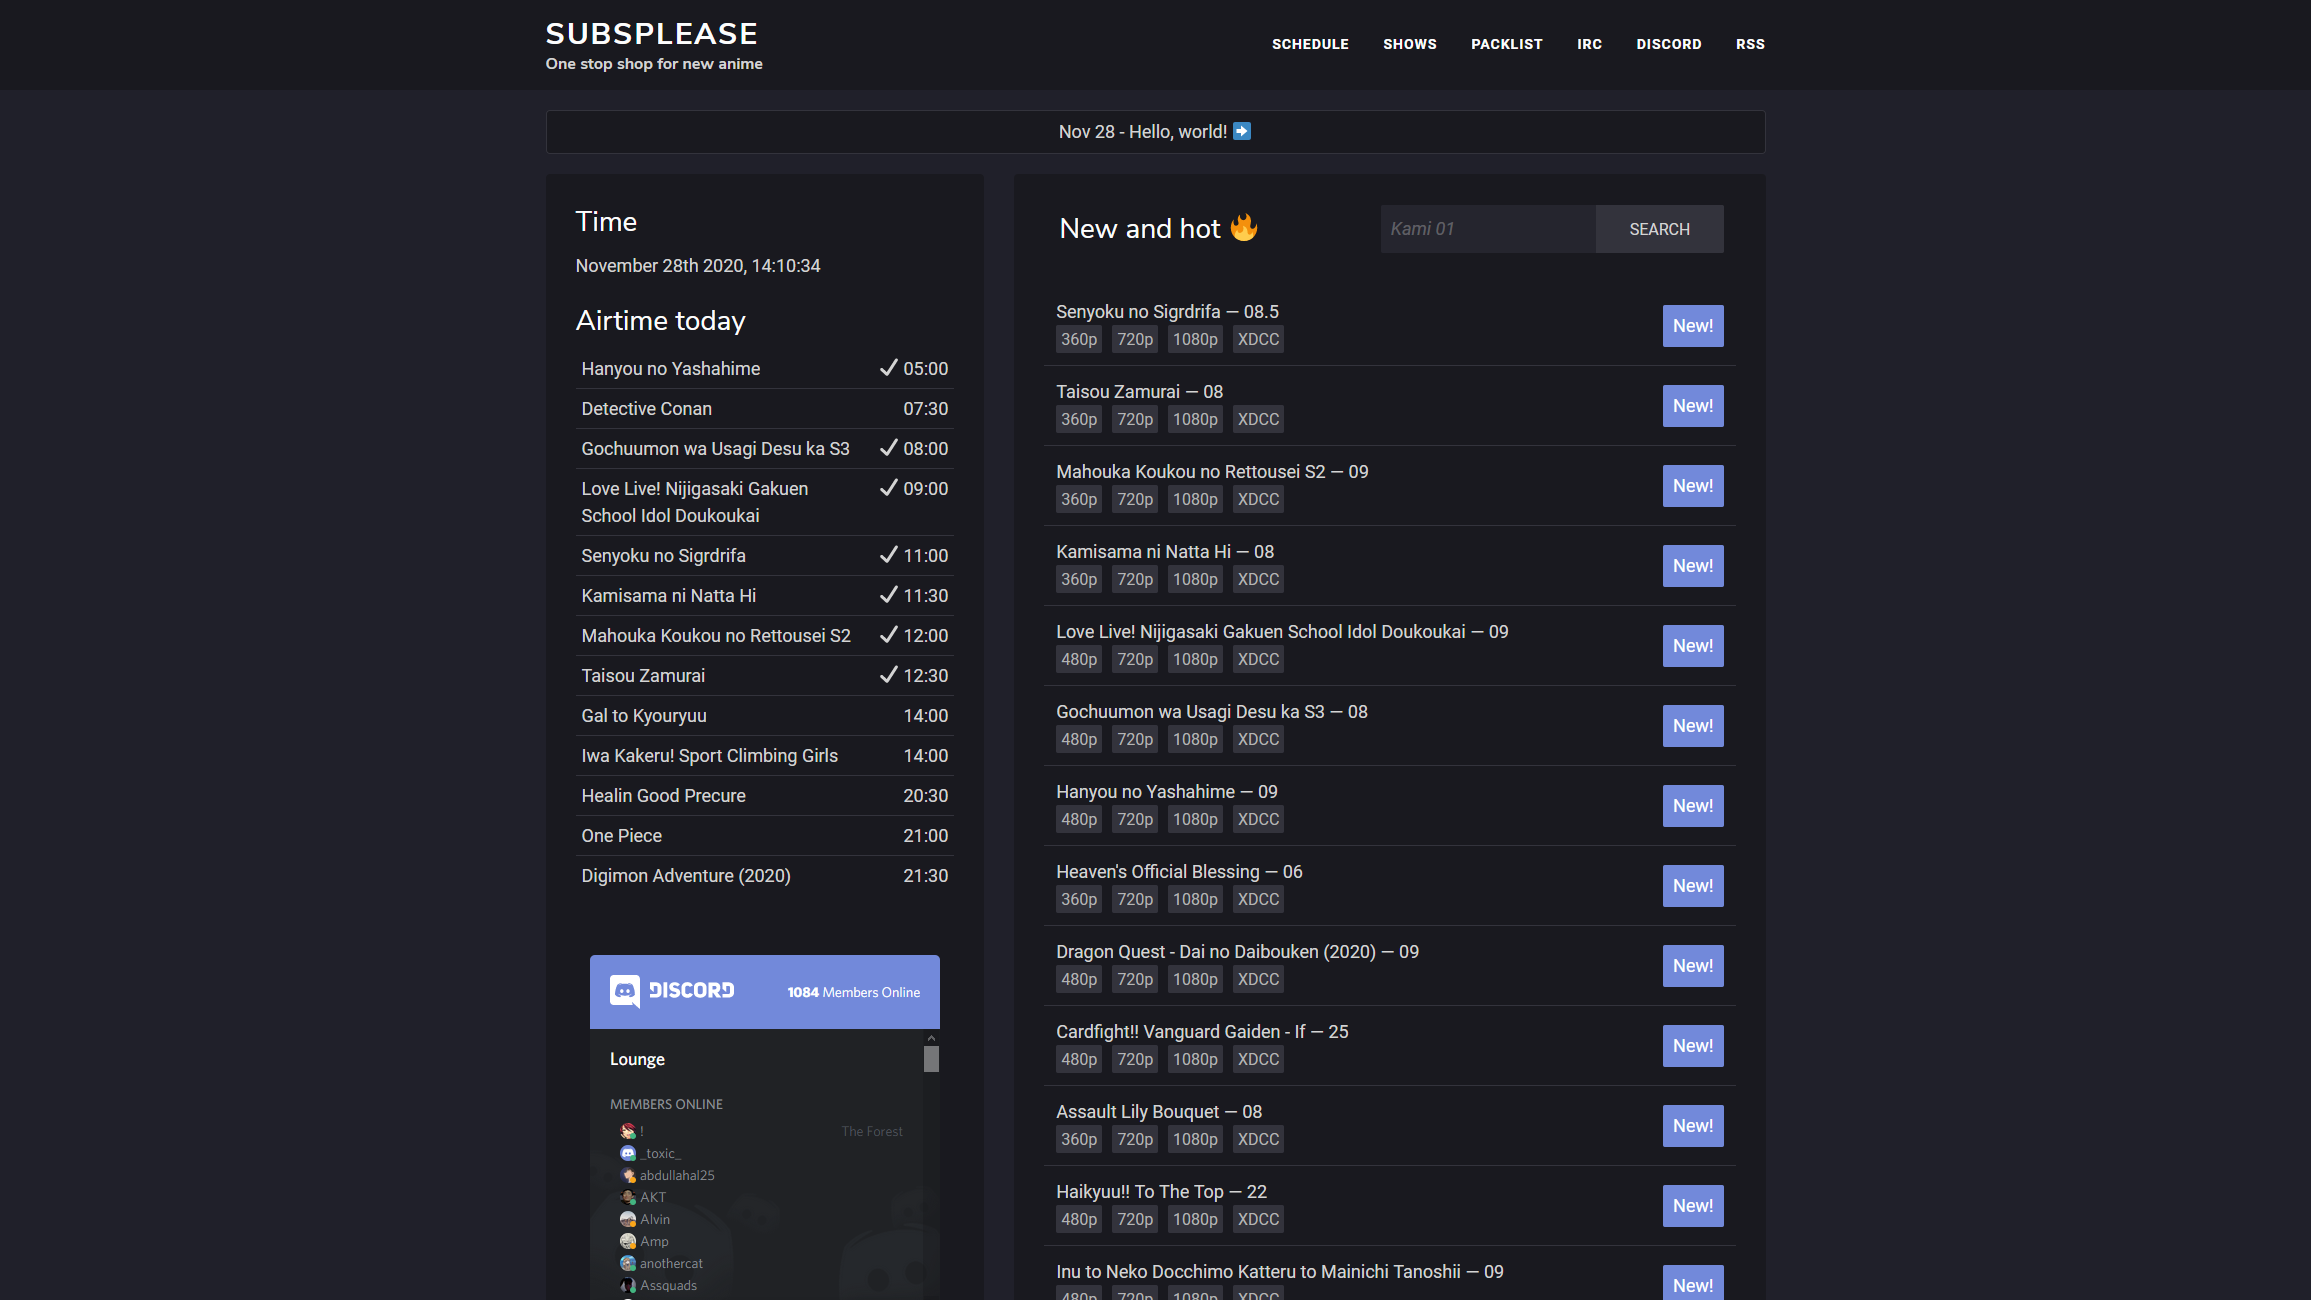 SUBSPLEASE
One stop shop for new anime
SCHEDULE SHOWS PACKLIST IRC DISCORD RSS
Nov 28 - Hello, world! ➡️
Time
November 28th 2020, 14:10:34
Airtime today
Hanyou no Yashahime ✓ 05:00
Detective Conan 07:30
Gochuumon wa Usagi Desu ka S3 ✓ 08:00
Love Live! Nijigasaki Gakuen ✓ 09:00
School Idol Doukoukai
Senyoku no Sigrdrifa ✓ 11:00
Kamisama ni Natta Hi ✓ 11:30
Mahouka Koukou no Rettousei S2 ✓ 12:00
Taisou Zamurai ✓ 12:30
Gal to Kyouryuu 14:00
Iwa Kakeru! Sport Climbing Girls 14:00
Healin Good Precure 20:30
One Piece 21:00
Digimon Adventure (2020) 21:30
DISCORD 1084 Members Online
Lounge
MEMBERS ONLINE
! The Forest
_toxic_
abdullahal25
AKT
Alvin
Amp
anothercat
Assquads
New and hot 🔥
Kami 01 SEARCH
Senyoku no Sigrdrifa — 08.5
360p 720p 1080p XDCC
New!
Taisou Zamurai — 08
360p 720p 1080p XDCC
New!
Mahouka Koukou no Rettousei S2 — 09
360p 720p 1080p XDCC
New!
Kamisama ni Natta Hi — 08
360p 720p 1080p XDCC
New!
Love Live! Nijigasaki Gakuen School Idol Doukoukai — 09
480p 720p 1080p XDCC
New!
Gochuumon wa Usagi Desu ka S3 — 08
480p 720p 1080p XDCC
New!
Hanyou no Yashahime — 09
480p 720p 1080p XDCC
New!
Heaven's Official Blessing — 06
360p 720p 1080p XDCC
New!
Dragon Quest - Dai no Daibouken (2020) — 09
480p 720p 1080p XDCC
New!
Cardfight!! Vanguard Gaiden - If — 25
480p 720p 1080p XDCC
New!
Assault Lily Bouquet — 08
360p 720p 1080p XDCC
New!
Haikyuu!! To The Top — 22
480p 720p 1080p XDCC
New!
Inu to Neko Docchimo Katteru to Mainichi Tanoshii — 09
480p 720p 1080p XDCC
New!